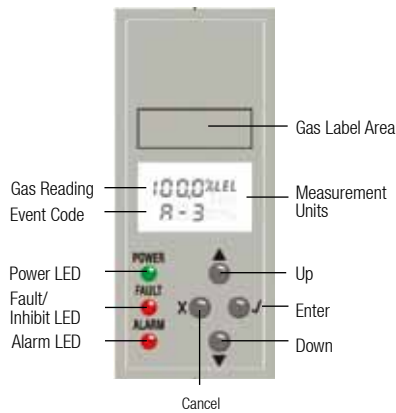 Gas Label Area
Gas Reading
100.0%LEL
Measurement
Units
Event Code
A-3
POWER
Power LED
Up
FAULT
Fault/
Inhibit LED
X
√
Enter
ALARM
Alarm LED
Down
Cancel